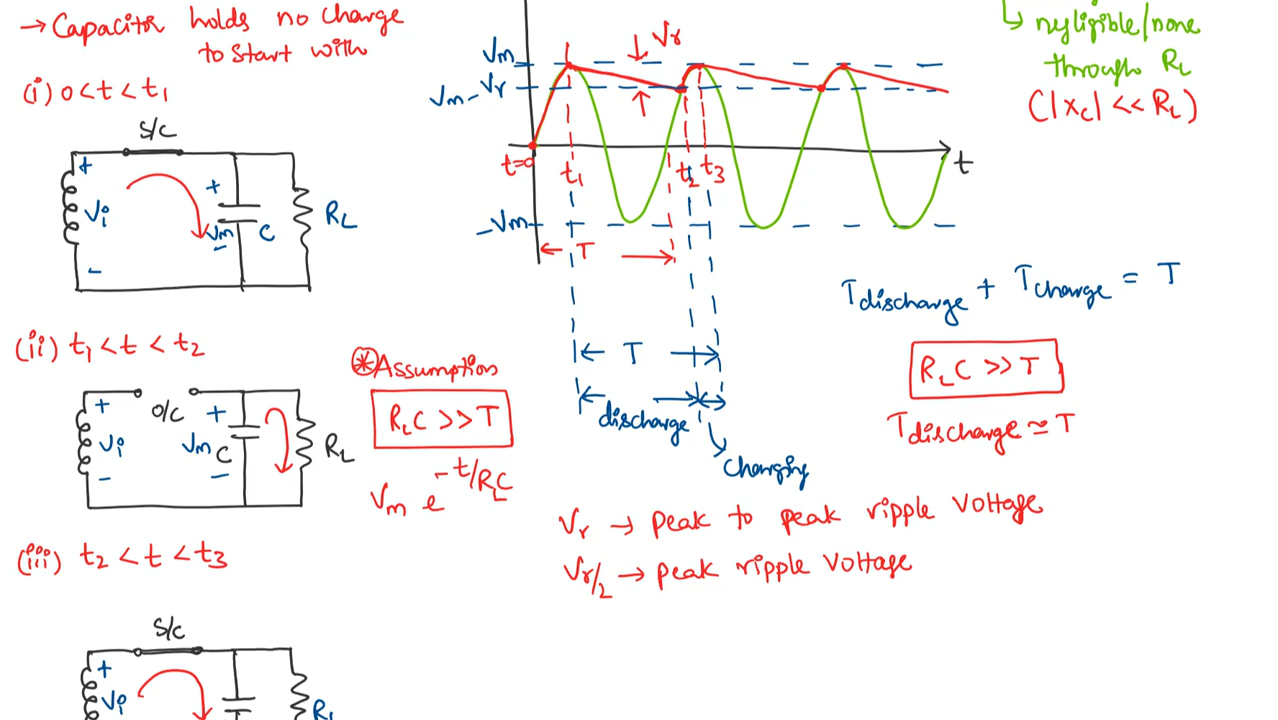 → Capacitor holds no charge
to start with
(i) 0 < t < t₁
S/C
+
Vi
-
+
Vm
-
C
RL
(ii) t₁ < t < t₂
O/C
+
Vi
-
+
Vm
-
C
RL
⊛ Assumption
RLC >> T
Vm e^-t/RLC
(iii) t₂ < t < t₃
S/C
+
Vi
RL
Vm
Vr
Vm-Vr
t=0
t₁
t₂
t₃
t
-Vm
T
T
discharge
charging
↳ nyligible/none
through RL
(|Xc| << RL)
Tdischarge + Tcharge = T
RLC >> T
Tdischarge ≃ T
Vr → peak to peak ripple voltage
Vr/2 → peak ripple voltage